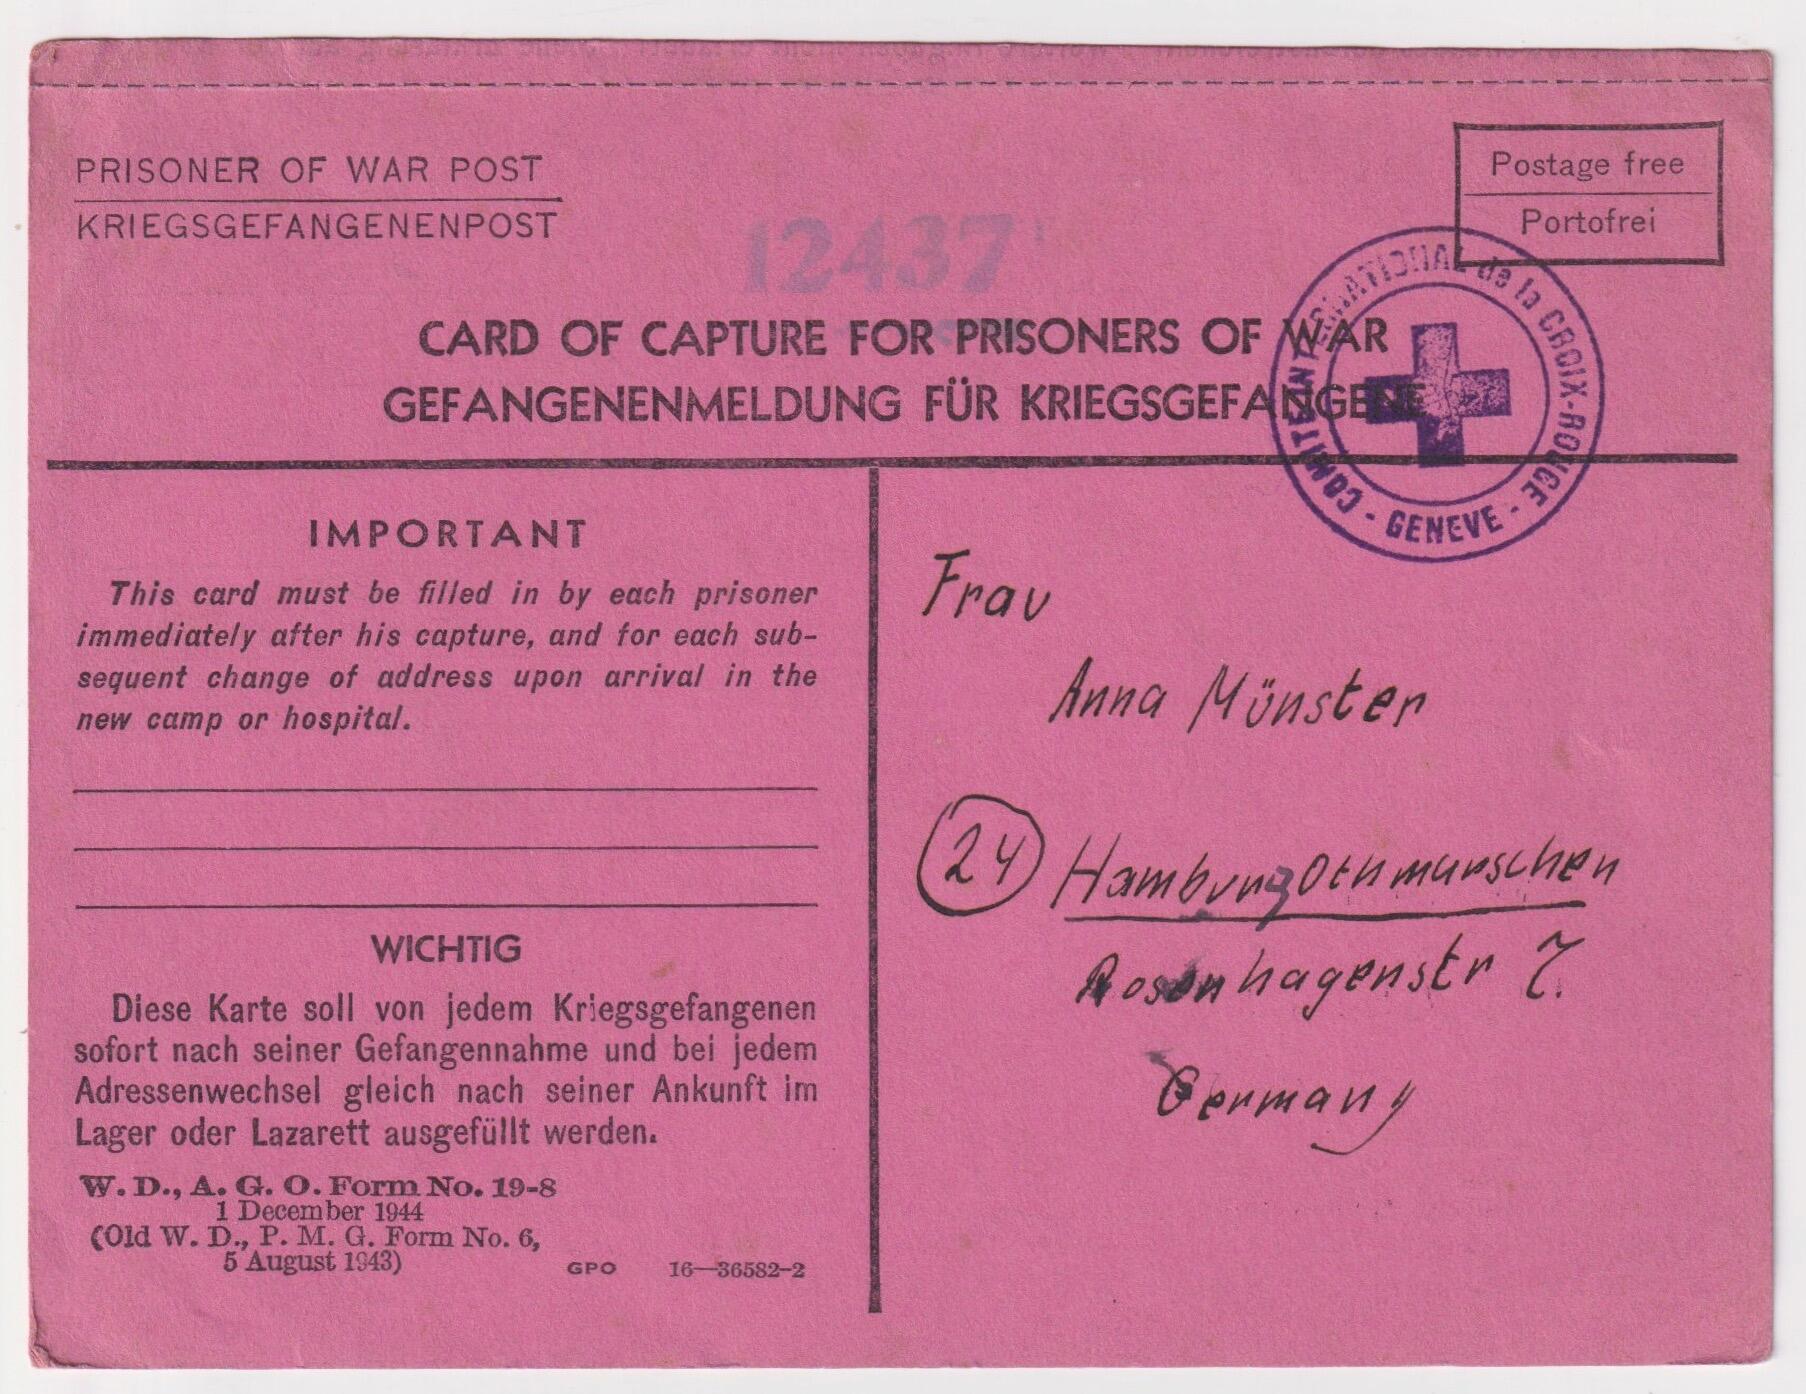 PRISONER OF WAR POST
KRIEGSGEFANGENENPOST
Postage free
Portofrei
12437
COMITE INTERNATIONAL de la CROIX-ROUGE - GENEVE -
CARD OF CAPTURE FOR PRISONERS OF WAR
GEFANGENENMELDUNG FÜR KRIEGSGEFANGENE
IMPORTANT
This card must be filled in by each prisoner
immediately after his capture, and for each sub-
sequent change of address upon arrival in the
new camp or hospital.
WICHTIG
Diese Karte soll von jedem Kriegsgefangenen
sofort nach seiner Gefangennahme und bei jedem
Adressenwechsel gleich nach seiner Ankunft im
Lager oder Lazarett ausgefüllt werden.
W. D., A. G. O. Form No. 19-8
1 December 1944
(Old W. D., P. M. G. Form No. 6,
5 August 1943)
GPO 16—36582-2
Frau
Anna Münster
24 Hamburg Othmarschen
Rosenhagenstr 7.
Germany